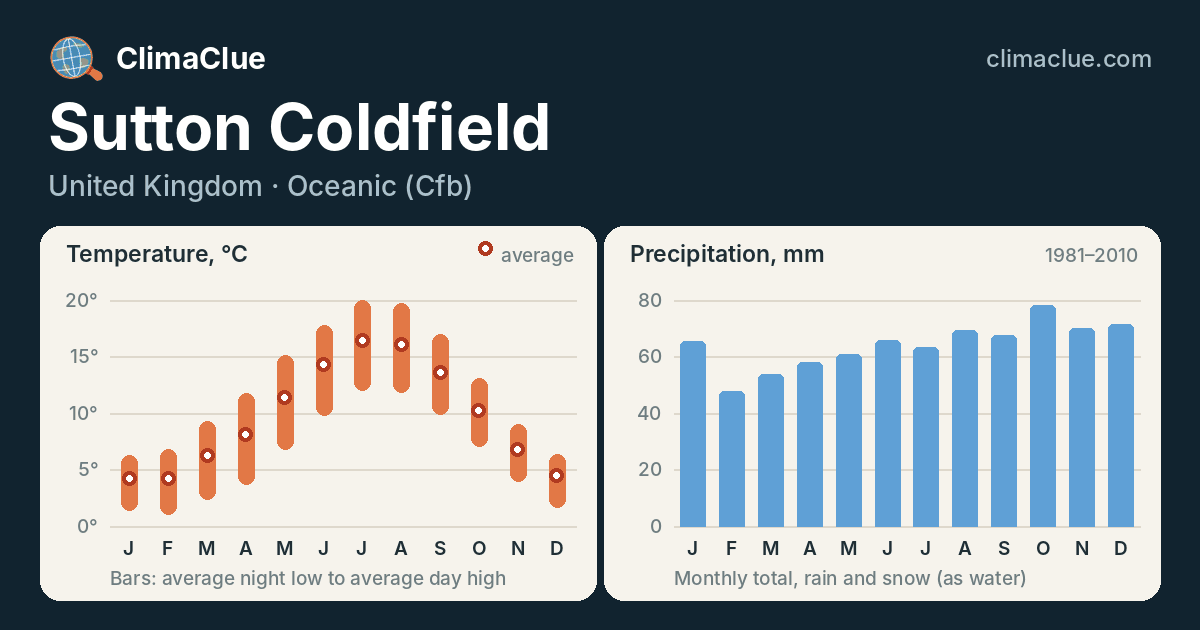 ClimaClue
climaclue.com
Sutton Coldfield
United Kingdom · Oceanic (Cfb)
Temperature, °C
average
20°
15°
10°
5°
0°
J F M A M J J A S O N D
Bars: average night low to average day high
Precipitation, mm
1981–2010
80
60
40
20
0
J F M A M J J A S O N D
Monthly total, rain and snow (as water)